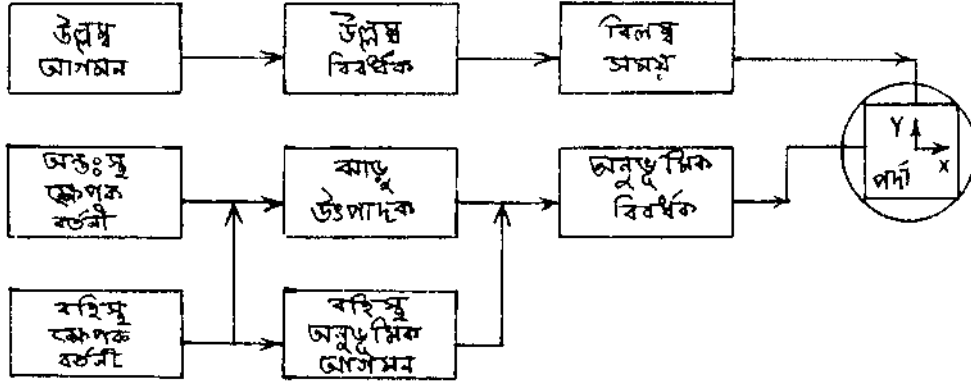 উল্লম্ব
আগমন
উল্লম্ব
বিবর্ধক
বিলম্ব
সময়
অন্তঃস্থ
ক্ষেপক
বর্তনী
ঝাড়ু
উৎপাদক
অনুভূমিক
বিবর্ধক
Y
X
পর্দা
বহিস্থ
ক্ষেপক
বর্তনী
বহিস্থ
অনুভূমিক
আগমন